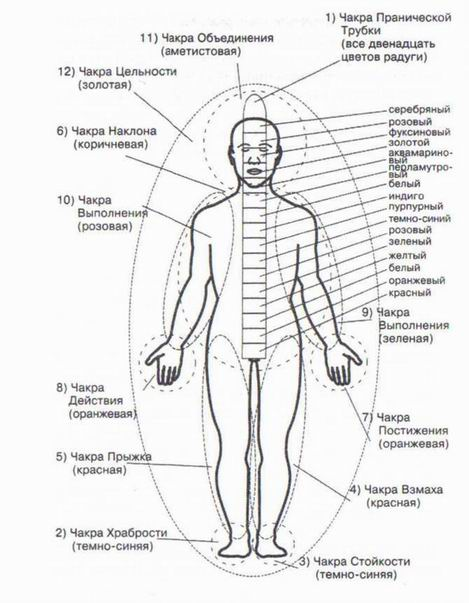 1) Чакра Пранической
Трубки
(все двенадцать
цветов радуги)
11) Чакра Объединения
(аметистовая)
12) Чакра Цельности
(золотая)
6) Чакра Наклона
(коричневая)
10) Чакра
Выполнения
(розовая)
серебряный
розовый
фуксиновый
золотой
аквамарино-
вый
перламутро-
вый
белый
индиго
пурпурный
темно-синий
розовый
зеленый
желтый
белый
оранжевый
красный
9) Чакра
Выполнения
(зеленая)
8) Чакра
Действия
(оранжевая)
7) Чакра
Постижения
(оранжевая)
5) Чакра Прыжка
(красная)
4) Чакра Взмаха
(красная)
2) Чакра Храбрости
(темно-синяя)
3) Чакра Стойкости
(темно-синяя)